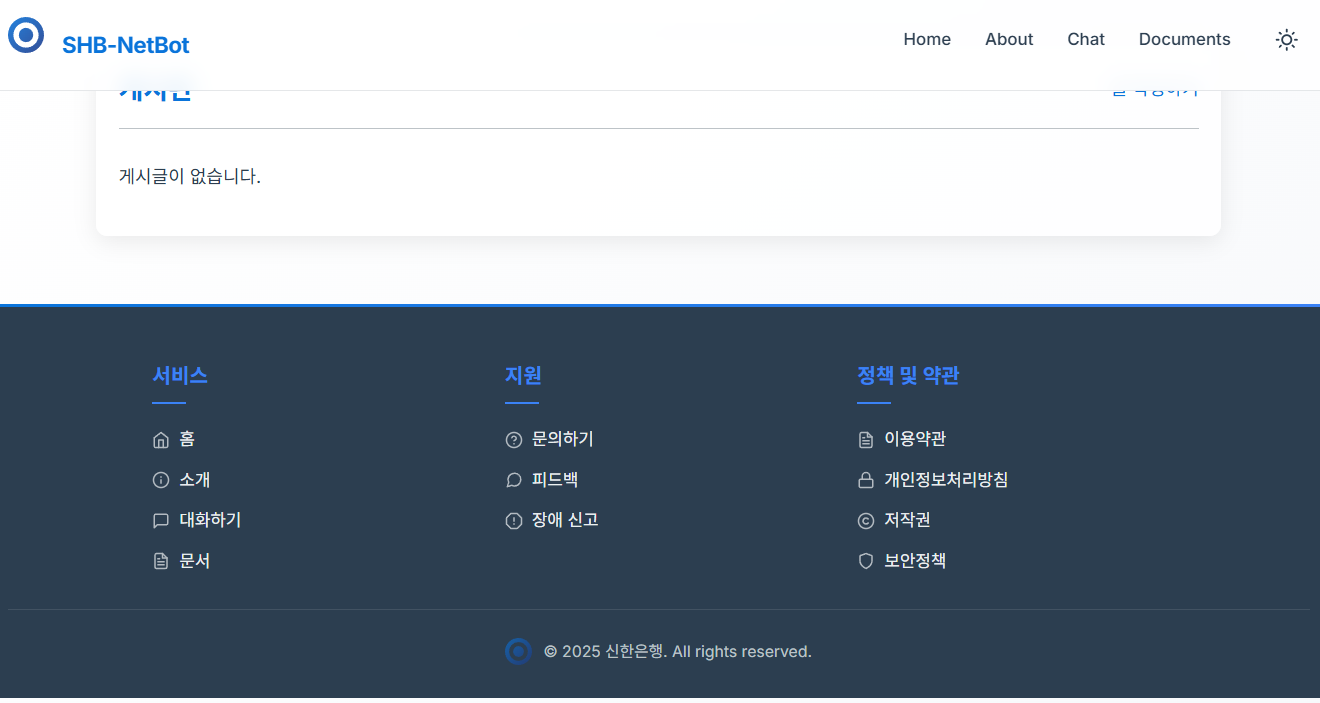 SHB-NetBot
Home About Chat Documents
게시판
게시글이 없습니다.
서비스
홈
소개
대화하기
문서
지원
문의하기
피드백
장애 신고
정책 및 약관
이용약관
개인정보처리방침
저작권
보안정책
© 2025 신한은행. All rights reserved.